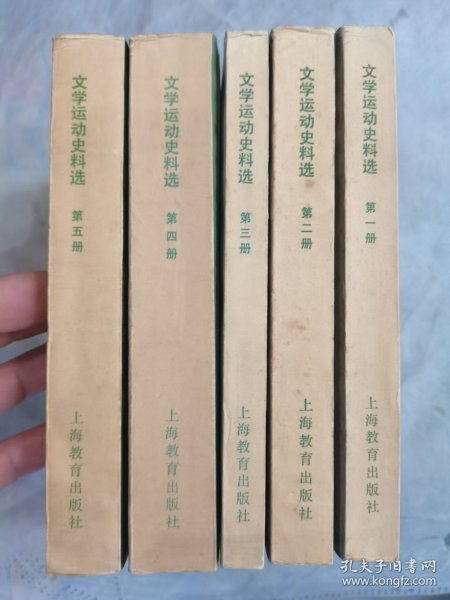 文学运动史料选
第五册
上海教育出版社
文学运动史料选
第四册
上海教育出版社
文学运动史料选
第三册
上海教育出版社
文学运动史料选
第二册
上海教育出版社
文学运动史料选
第一册
上海教育出版社
孔夫子旧书网
www.kongfz.com